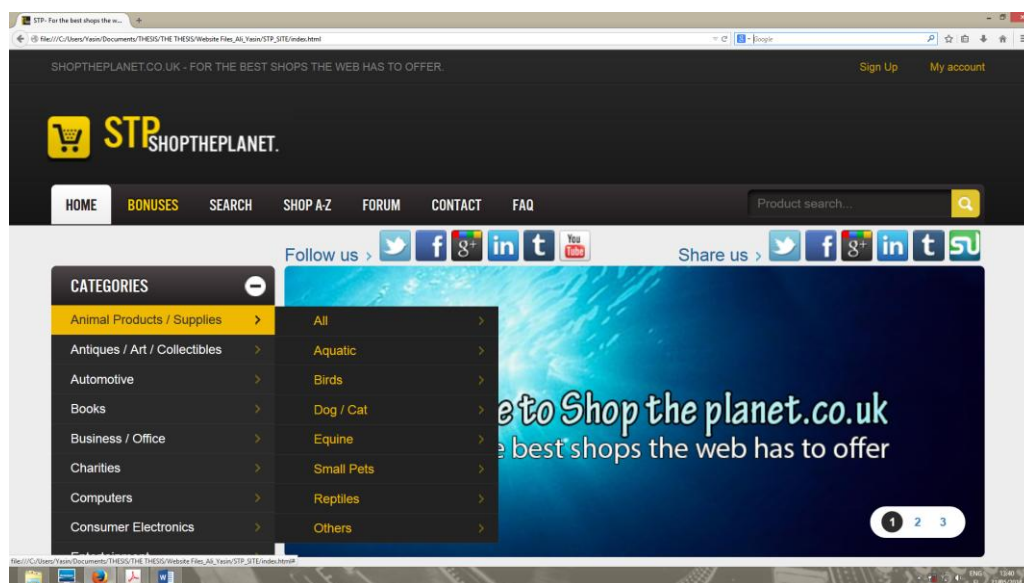 STP- For the best shops the w...
file:///C:/Users/Yasin/Documents/THESIS/THE THESIS/Website Files_Ali_Yasin/STP_SITE/index.html
Google
SHOPTHEPLANET.CO.UK - FOR THE BEST SHOPS THE WEB HAS TO OFFER.
Sign Up
My account
STP SHOPTHEPLANET.
HOME
BONUSES
SEARCH
SHOP A-Z
FORUM
CONTACT
FAQ
Product search...
Follow us >
f
g+
in
t
You Tube
Share us >
f
g+
in
t
CATEGORIES
Animal Products / Supplies
Antiques / Art / Collectibles
Automotive
Books
Business / Office
Charities
Computers
Consumer Electronics
All
Aquatic
Birds
Dog / Cat
Equine
Small Pets
Reptiles
Others
e to Shop the planet.co.uk
best shops the web has to offer
1 2 3
file:///C:/Users/Yasin/Documents/THESIS/THE THESIS/Website Files_Ali_Yasin/STP_SITE/index.html#
ENG
13:40